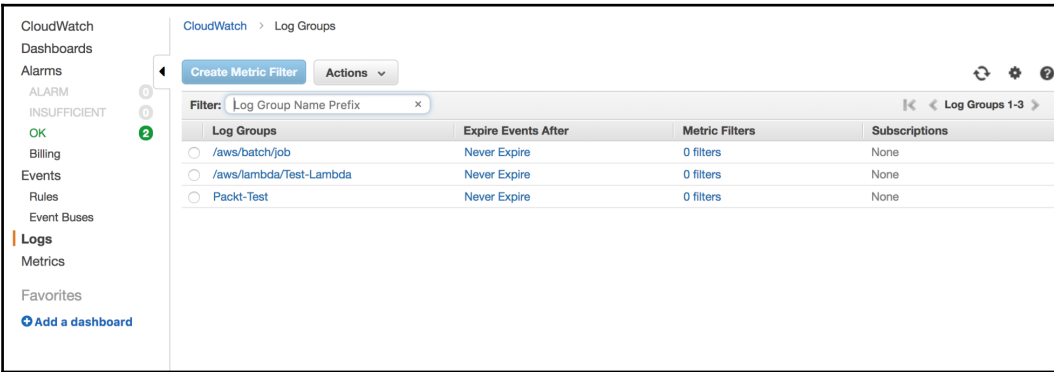 CloudWatch
Dashboards
Alarms
ALARM 0
INSUFFICIENT 0
OK 2
Billing
Events
Rules
Event Buses
Logs
Metrics
Favorites
Add a dashboard
CloudWatch > Log Groups
Create Metric Filter Actions
Filter: Log Group Name Prefix × Log Groups 1-3
Log Groups Expire Events After Metric Filters Subscriptions
/aws/batch/job Never Expire 0 filters None
/aws/lambda/Test-Lambda Never Expire 0 filters None
Packt-Test Never Expire 0 filters None